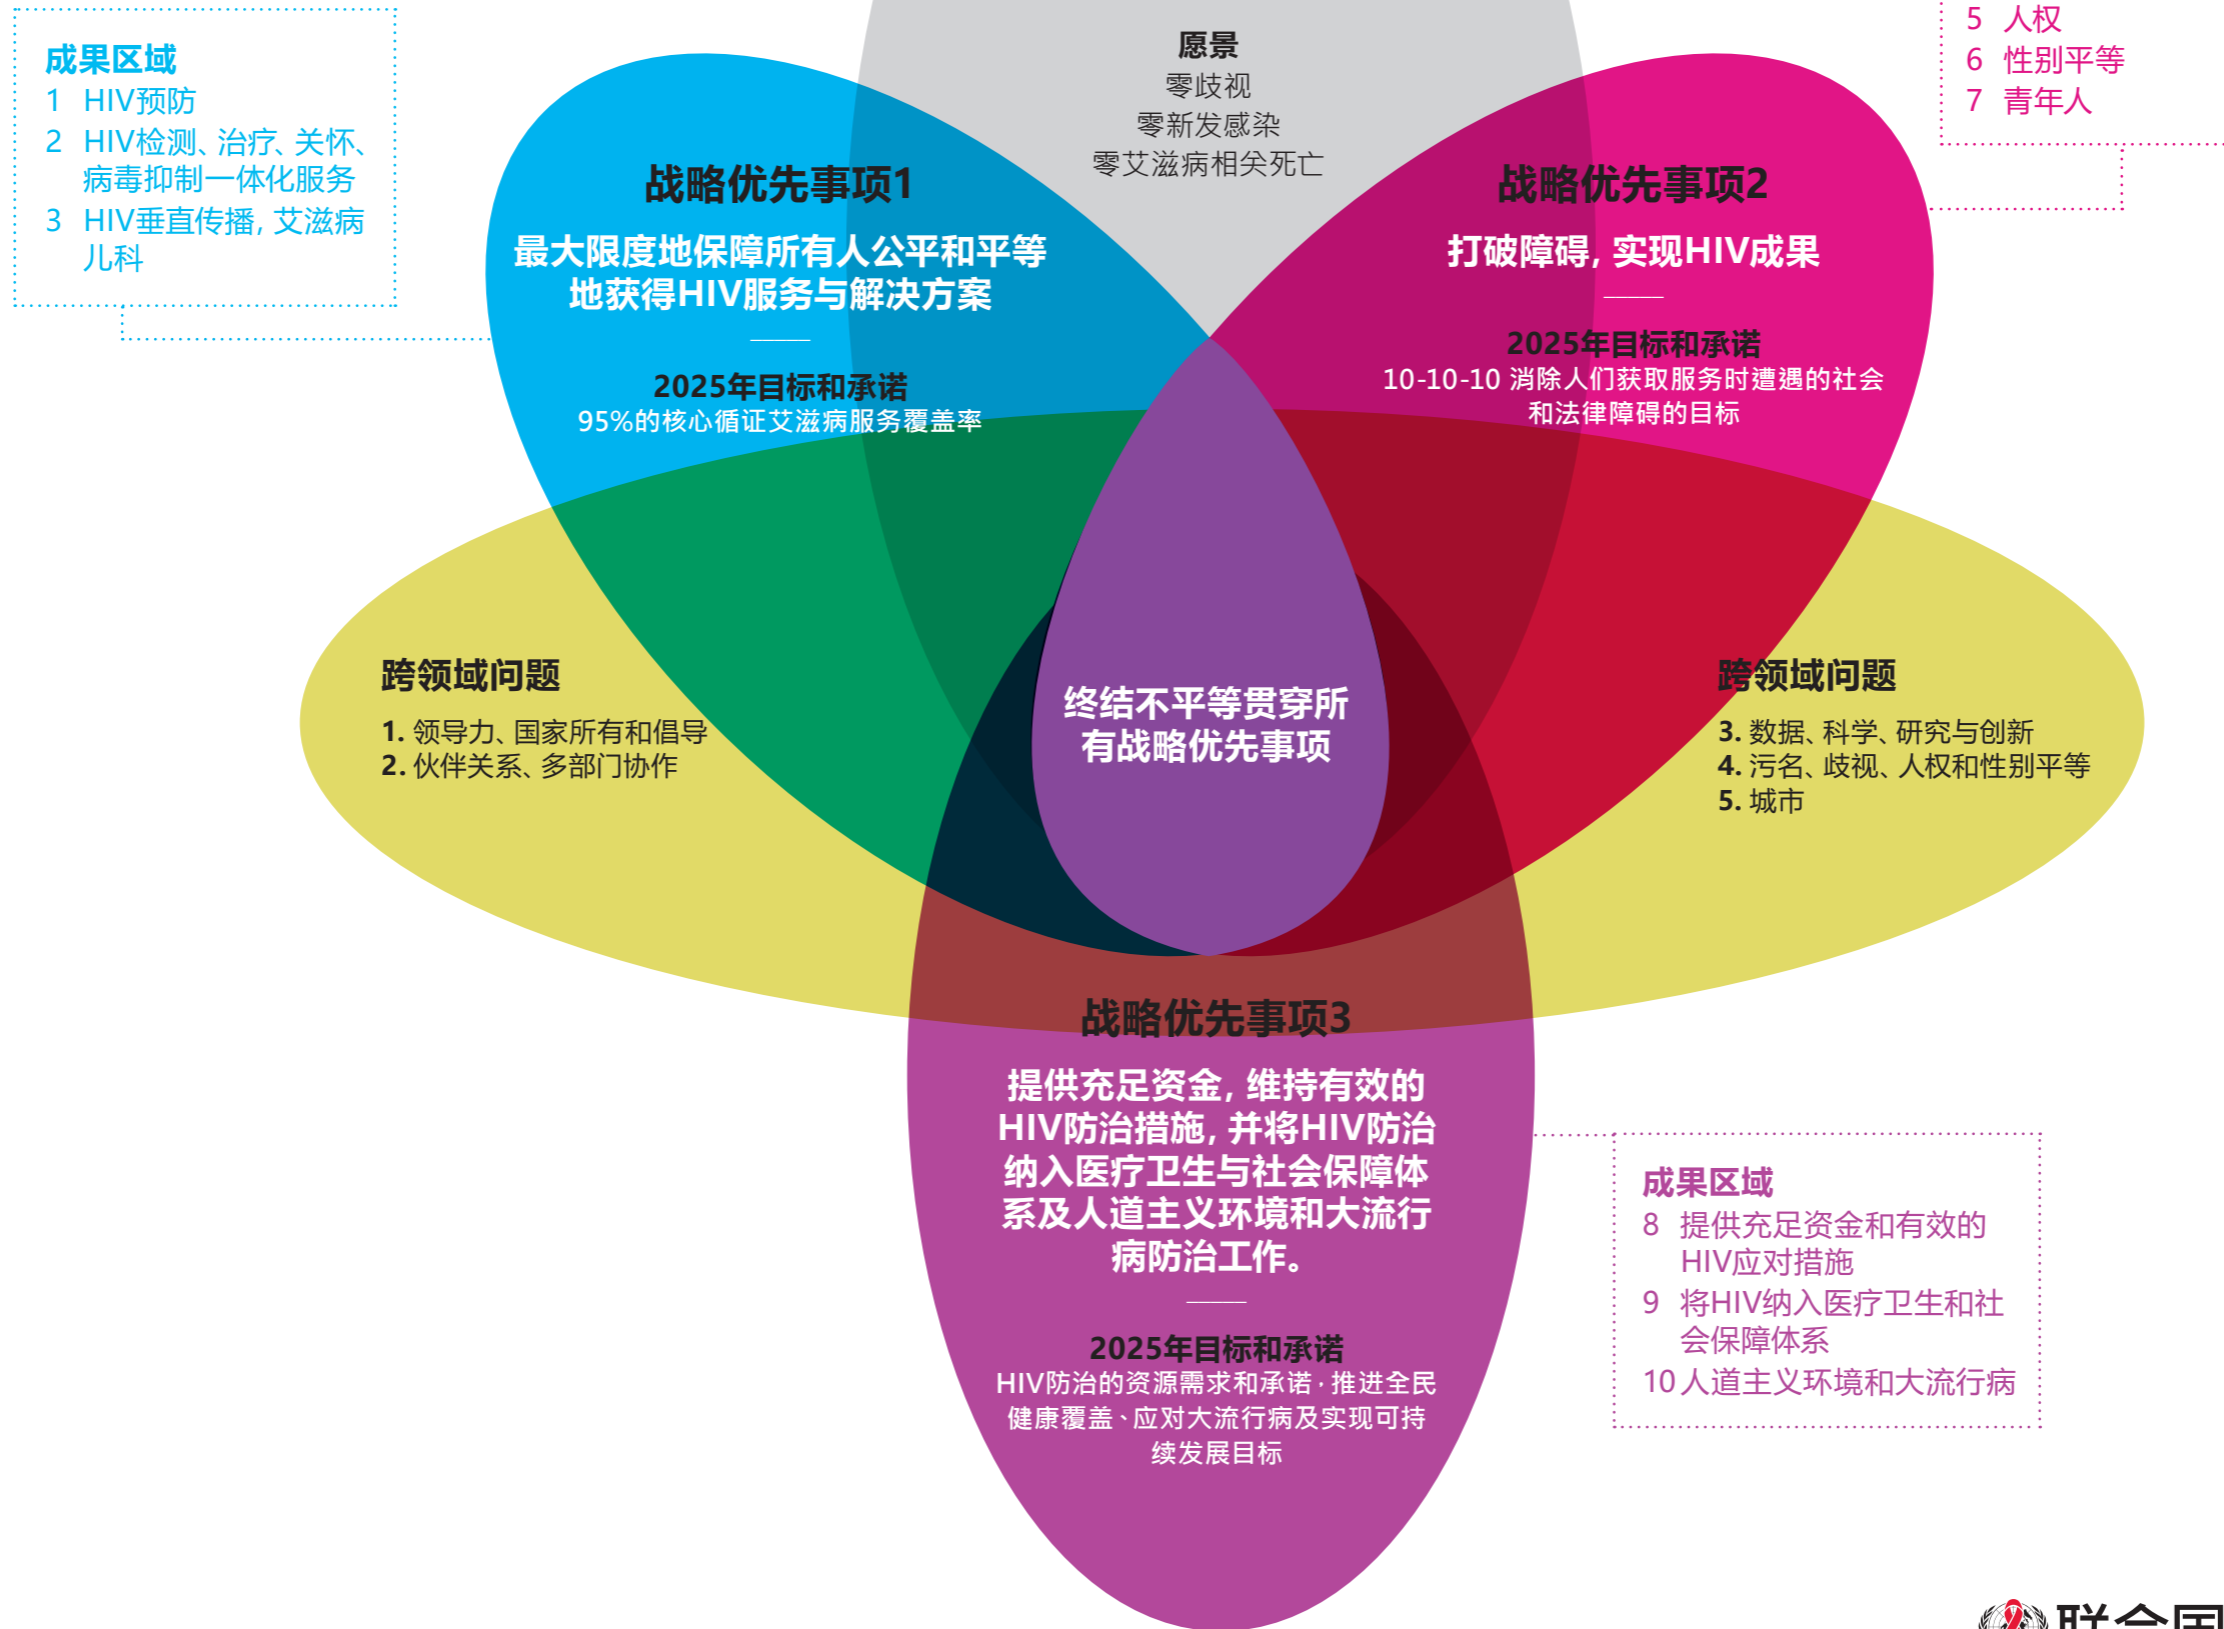 成果区域
1 HIV预防
2 HIV检测、治疗、关怀、
病毒抑制一体化服务
3 HIV垂直传播, 艾滋病
儿科
愿景
零歧视
零新发感染
零艾滋病相关死亡
5 人权
6 性别平等
7 青年人
战略优先事项1
最大限度地保障所有人公平和平等
地获得HIV服务与解决方案
2025年目标和承诺
95%的核心循证艾滋病服务覆盖率
战略优先事项2
打破障碍, 实现HIV成果
2025年目标和承诺
10-10-10 消除人们获取服务时遭遇的社会
和法律障碍的目标
跨领域问题
1. 领导力、国家所有和倡导
2. 伙伴关系、多部门协作
终结不平等贯穿所
有战略优先事项
跨领域问题
3. 数据、科学、研究与创新
4. 污名、歧视、人权和性别平等
5. 城市
战略优先事项3
提供充足资金, 维持有效的
HIV防治措施, 并将HIV防治
纳入医疗卫生与社会保障体
系及人道主义环境和大流行
病防治工作。
2025年目标和承诺
HIV防治的资源需求和承诺·推进全民
健康覆盖、应对大流行病及实现可持
续发展目标
成果区域
8 提供充足资金和有效的
HIV应对措施
9 将HIV纳入医疗卫生和社
会保障体系
10 人道主义环境和大流行病
联合国